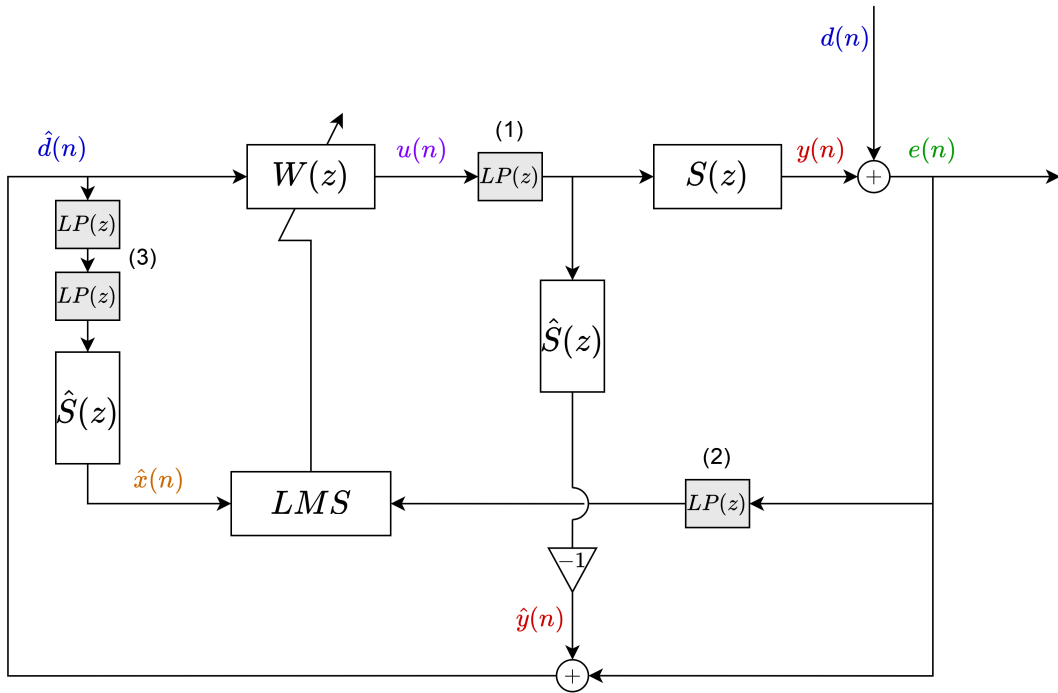 d(n)
(1)
d̂(n)
u(n)
y(n)
e(n)
W(z)
LP(z)
S(z)
+
LP(z)
(3)
LP(z)
Ŝ(z)
Ŝ(z)
(2)
x̂(n)
LMS
LP(z)
−1
ŷ(n)
+